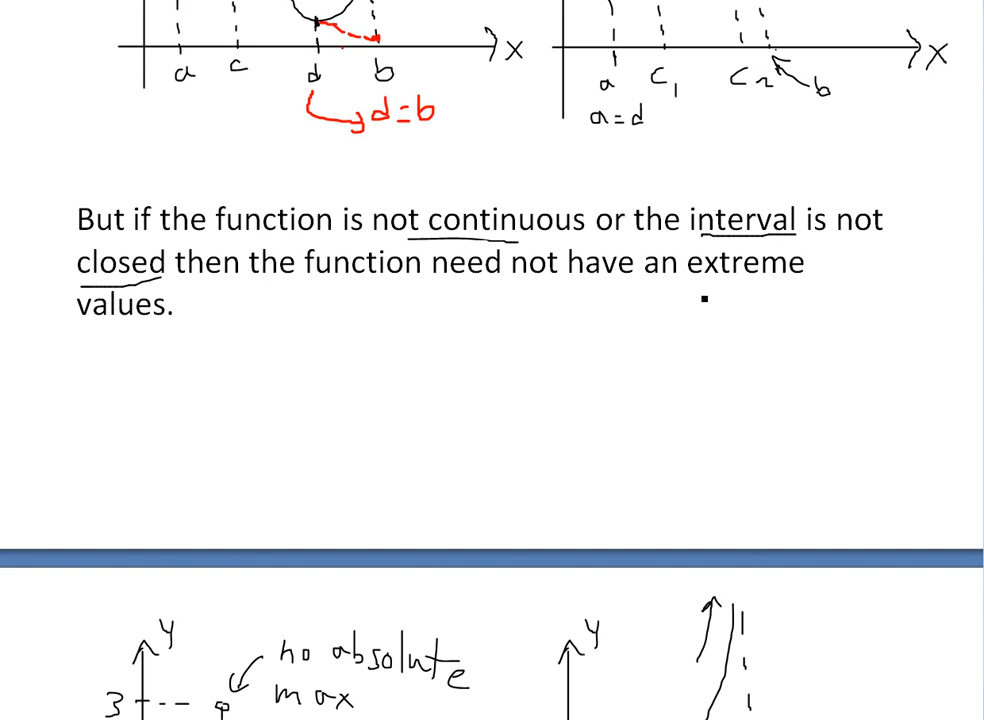 a c d b x
d=b
a c₁ c₂ b x
a=d
But if the function is not continuous or the interval is not
closed then the function need not have an extreme
values.
y no absolute
3 max
y